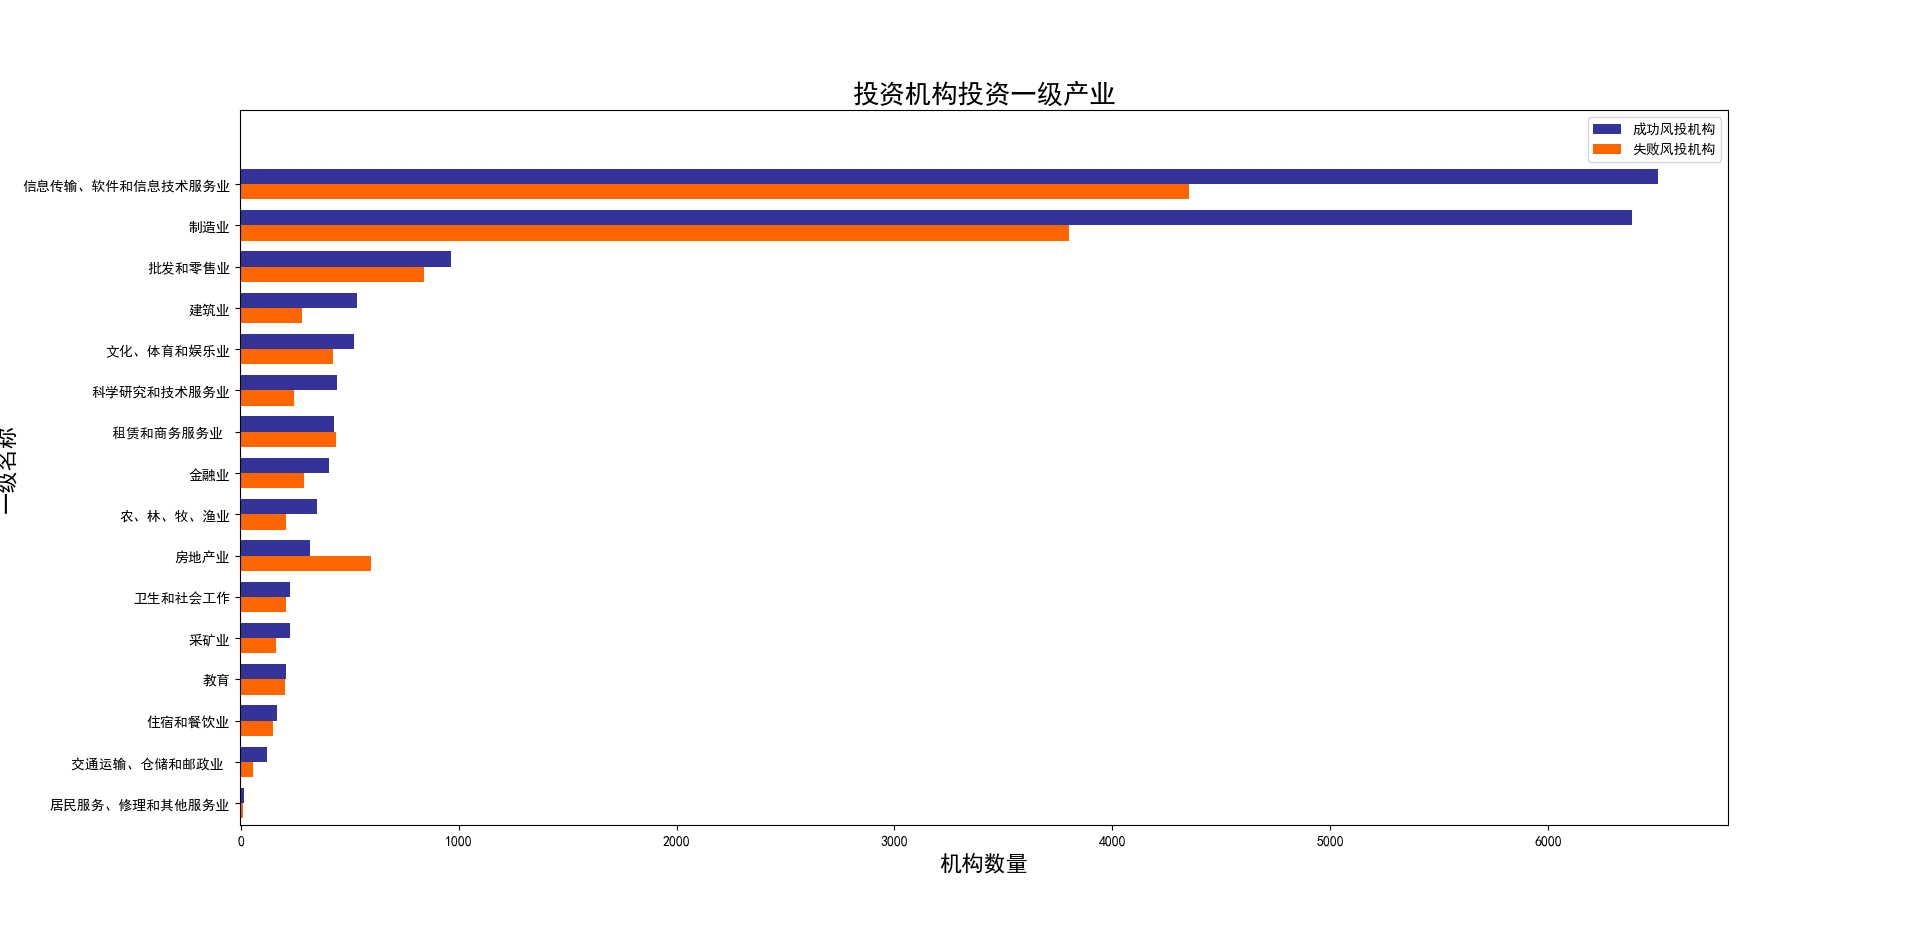 投资机构投资一级产业
成功风投机构
失败风投机构
信息传输、软件和信息技术服务业
制造业
批发和零售业
建筑业
文化、体育和娱乐业
科学研究和技术服务业
租赁和商务服务业
金融业
农、林、牧、渔业
房地产业
卫生和社会工作
采矿业
教育
住宿和餐饮业
交通运输、仓储和邮政业
居民服务、修理和其他服务业
一级名称
0 1000 2000 3000 4000 5000 6000
机构数量